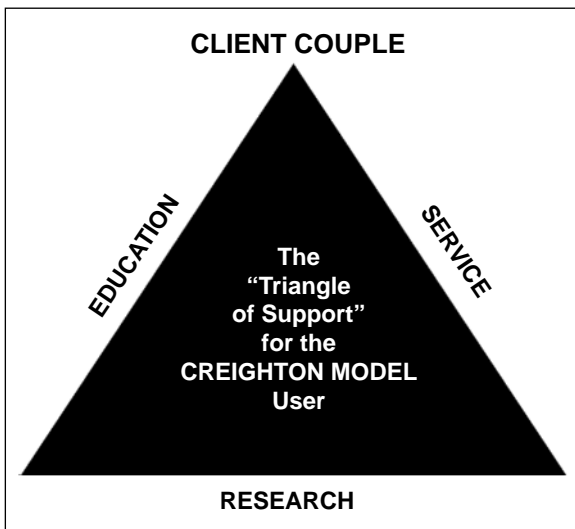 CLIENT COUPLE
EDUCATION
SERVICE
The
“Triangle
of Support”
for the
CREIGHTON MODEL
User
RESEARCH